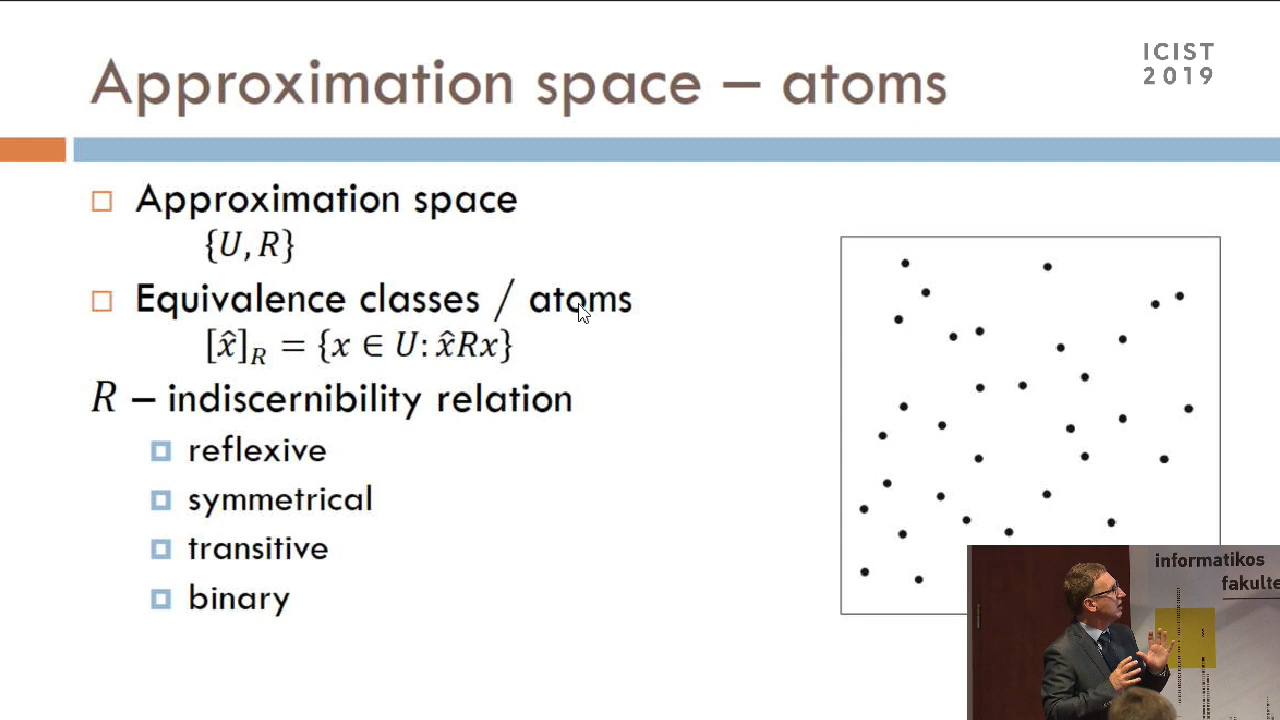 Approximation space – atoms
ICIST
2019
Approximation space
{U, R}
Equivalence classes / atoms
[x̂]_R = {x ∈ U: x̂Rx}
R – indiscernibility relation
reflexive
symmetrical
transitive
binary
informatikos
fakulte